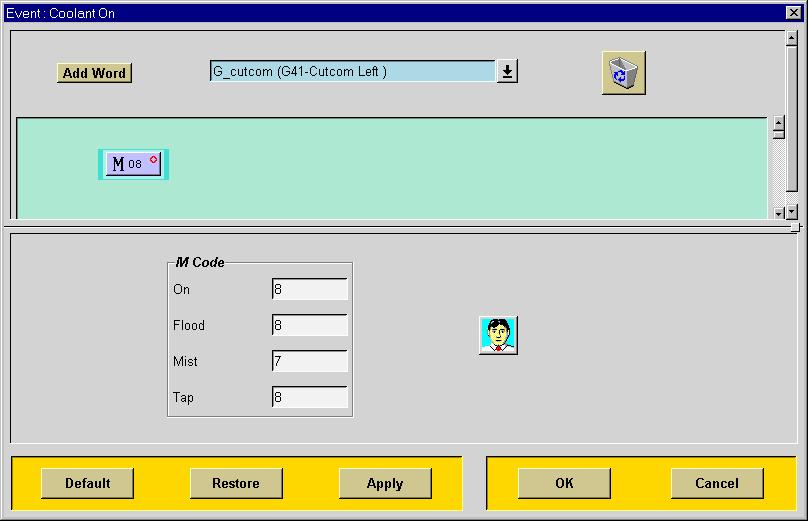 Event : Coolant On
Add Word
G_cutcom (G41-Cutcom Left )
M 08
M Code
On 8
Flood 8
Mist 7
Tap 8
Default Restore Apply OK Cancel